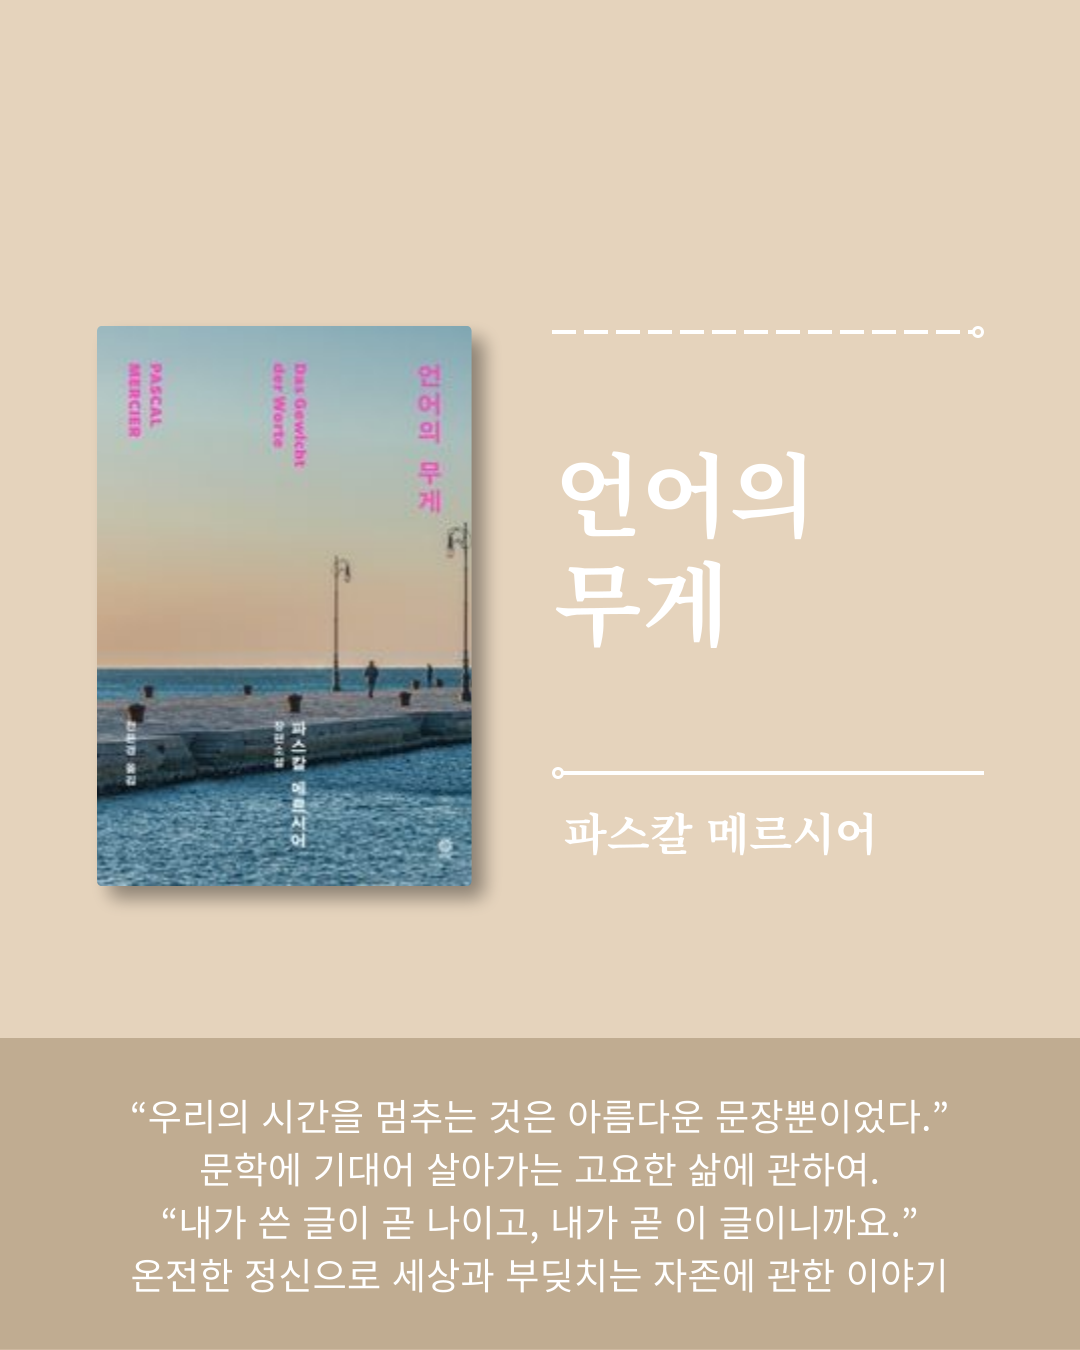 언어의 무게
Das Gewicht
der Worte
PASCAL
MERCIER
파스칼 메르시어
장편소설
전은경 옮김
언어의
무게
파스칼 메르시어
“우리의 시간을 멈추는 것은 아름다운 문장뿐이었다.”
문학에 기대어 살아가는 고요한 삶에 관하여.
“내가 쓴 글이 곧 나이고, 내가 곧 이 글이니까요.”
온전한 정신으로 세상과 부딪치는 자존에 관한 이야기